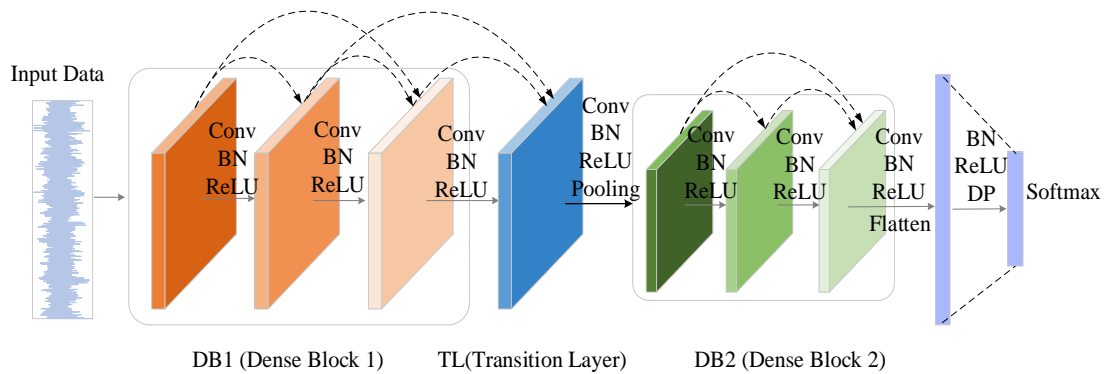 Input Data
Conv
BN
ReLU
Conv
BN
ReLU
Conv
BN
ReLU
Conv
BN
ReLU
Pooling
Conv
BN
ReLU
Conv
BN
ReLU
Conv
BN
ReLU
Flatten
BN
ReLU
DP
Softmax
DB1 (Dense Block 1)
TL(Transition Layer)
DB2 (Dense Block 2)